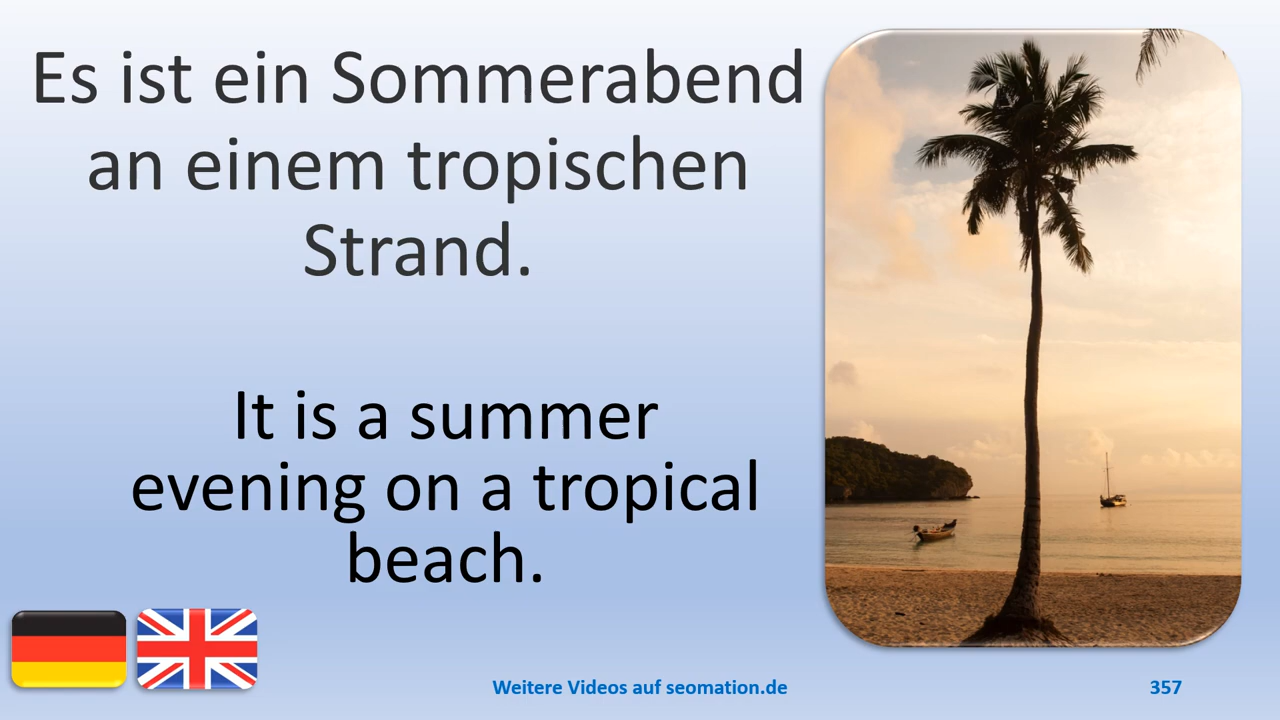 Es ist ein Sommerabend
an einem tropischen
Strand.
It is a summer
evening on a tropical
beach.
Weitere Videos auf seomation.de
357